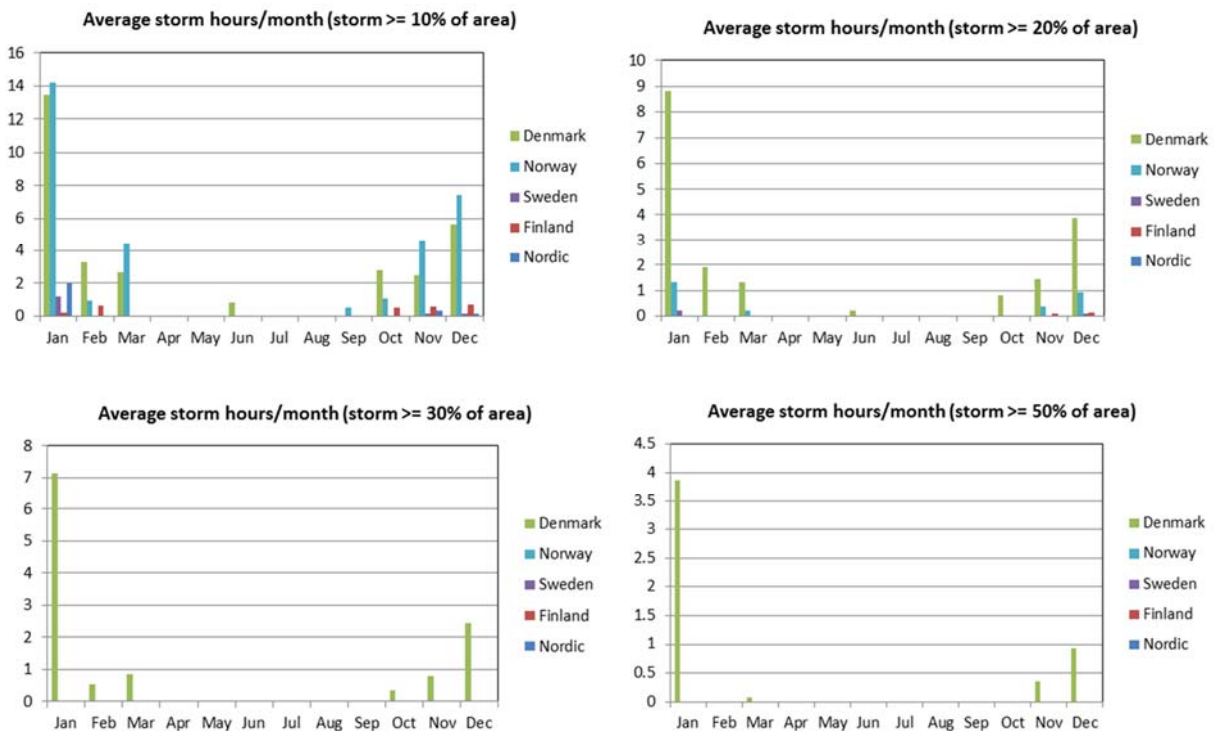 Average storm hours/month (storm >= 10% of area)
16
14
12
10
8
6
4
2
0
Jan Feb Mar Apr May Jun Jul Aug Sep Oct Nov Dec
Denmark
Norway
Sweden
Finland
Nordic
Average storm hours/month (storm >= 20% of area)
10
9
8
7
6
5
4
3
2
1
0
Jan Feb Mar Apr May Jun Jul Aug Sep Oct Nov Dec
Denmark
Norway
Sweden
Finland
Nordic
Average storm hours/month (storm >= 30% of area)
8
7
6
5
4
3
2
1
0
Jan Feb Mar Apr May Jun Jul Aug Sep Oct Nov Dec
Denmark
Norway
Sweden
Finland
Nordic
Average storm hours/month (storm >= 50% of area)
4.5
4
3.5
3
2.5
2
1.5
1
0.5
0
Jan Feb Mar Apr May Jun Jul Aug Sep Oct Nov Dec
Denmark
Norway
Sweden
Finland
Nordic